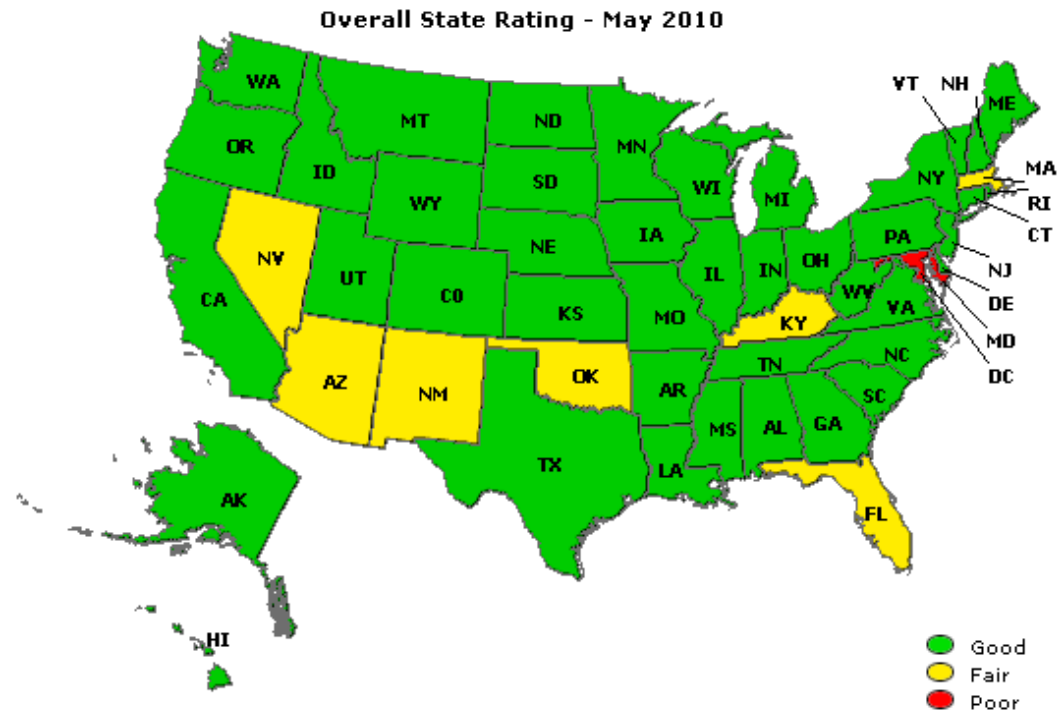 Overall State Rating - May 2010
WA
MT
ND
MN
VT
NH
ME
OR
ID
SD
WI
MI
NY
MA
RI
CT
WY
IA
PA
NE
NV
UT
CO
IL
IN
OH
NJ
CA
KS
MO
WV
VA
DE
KY
MD
AZ
NM
OK
AR
TN
NC
DC
SC
MS
AL
GA
TX
LA
AK
FL
HI
Good
Fair
Poor